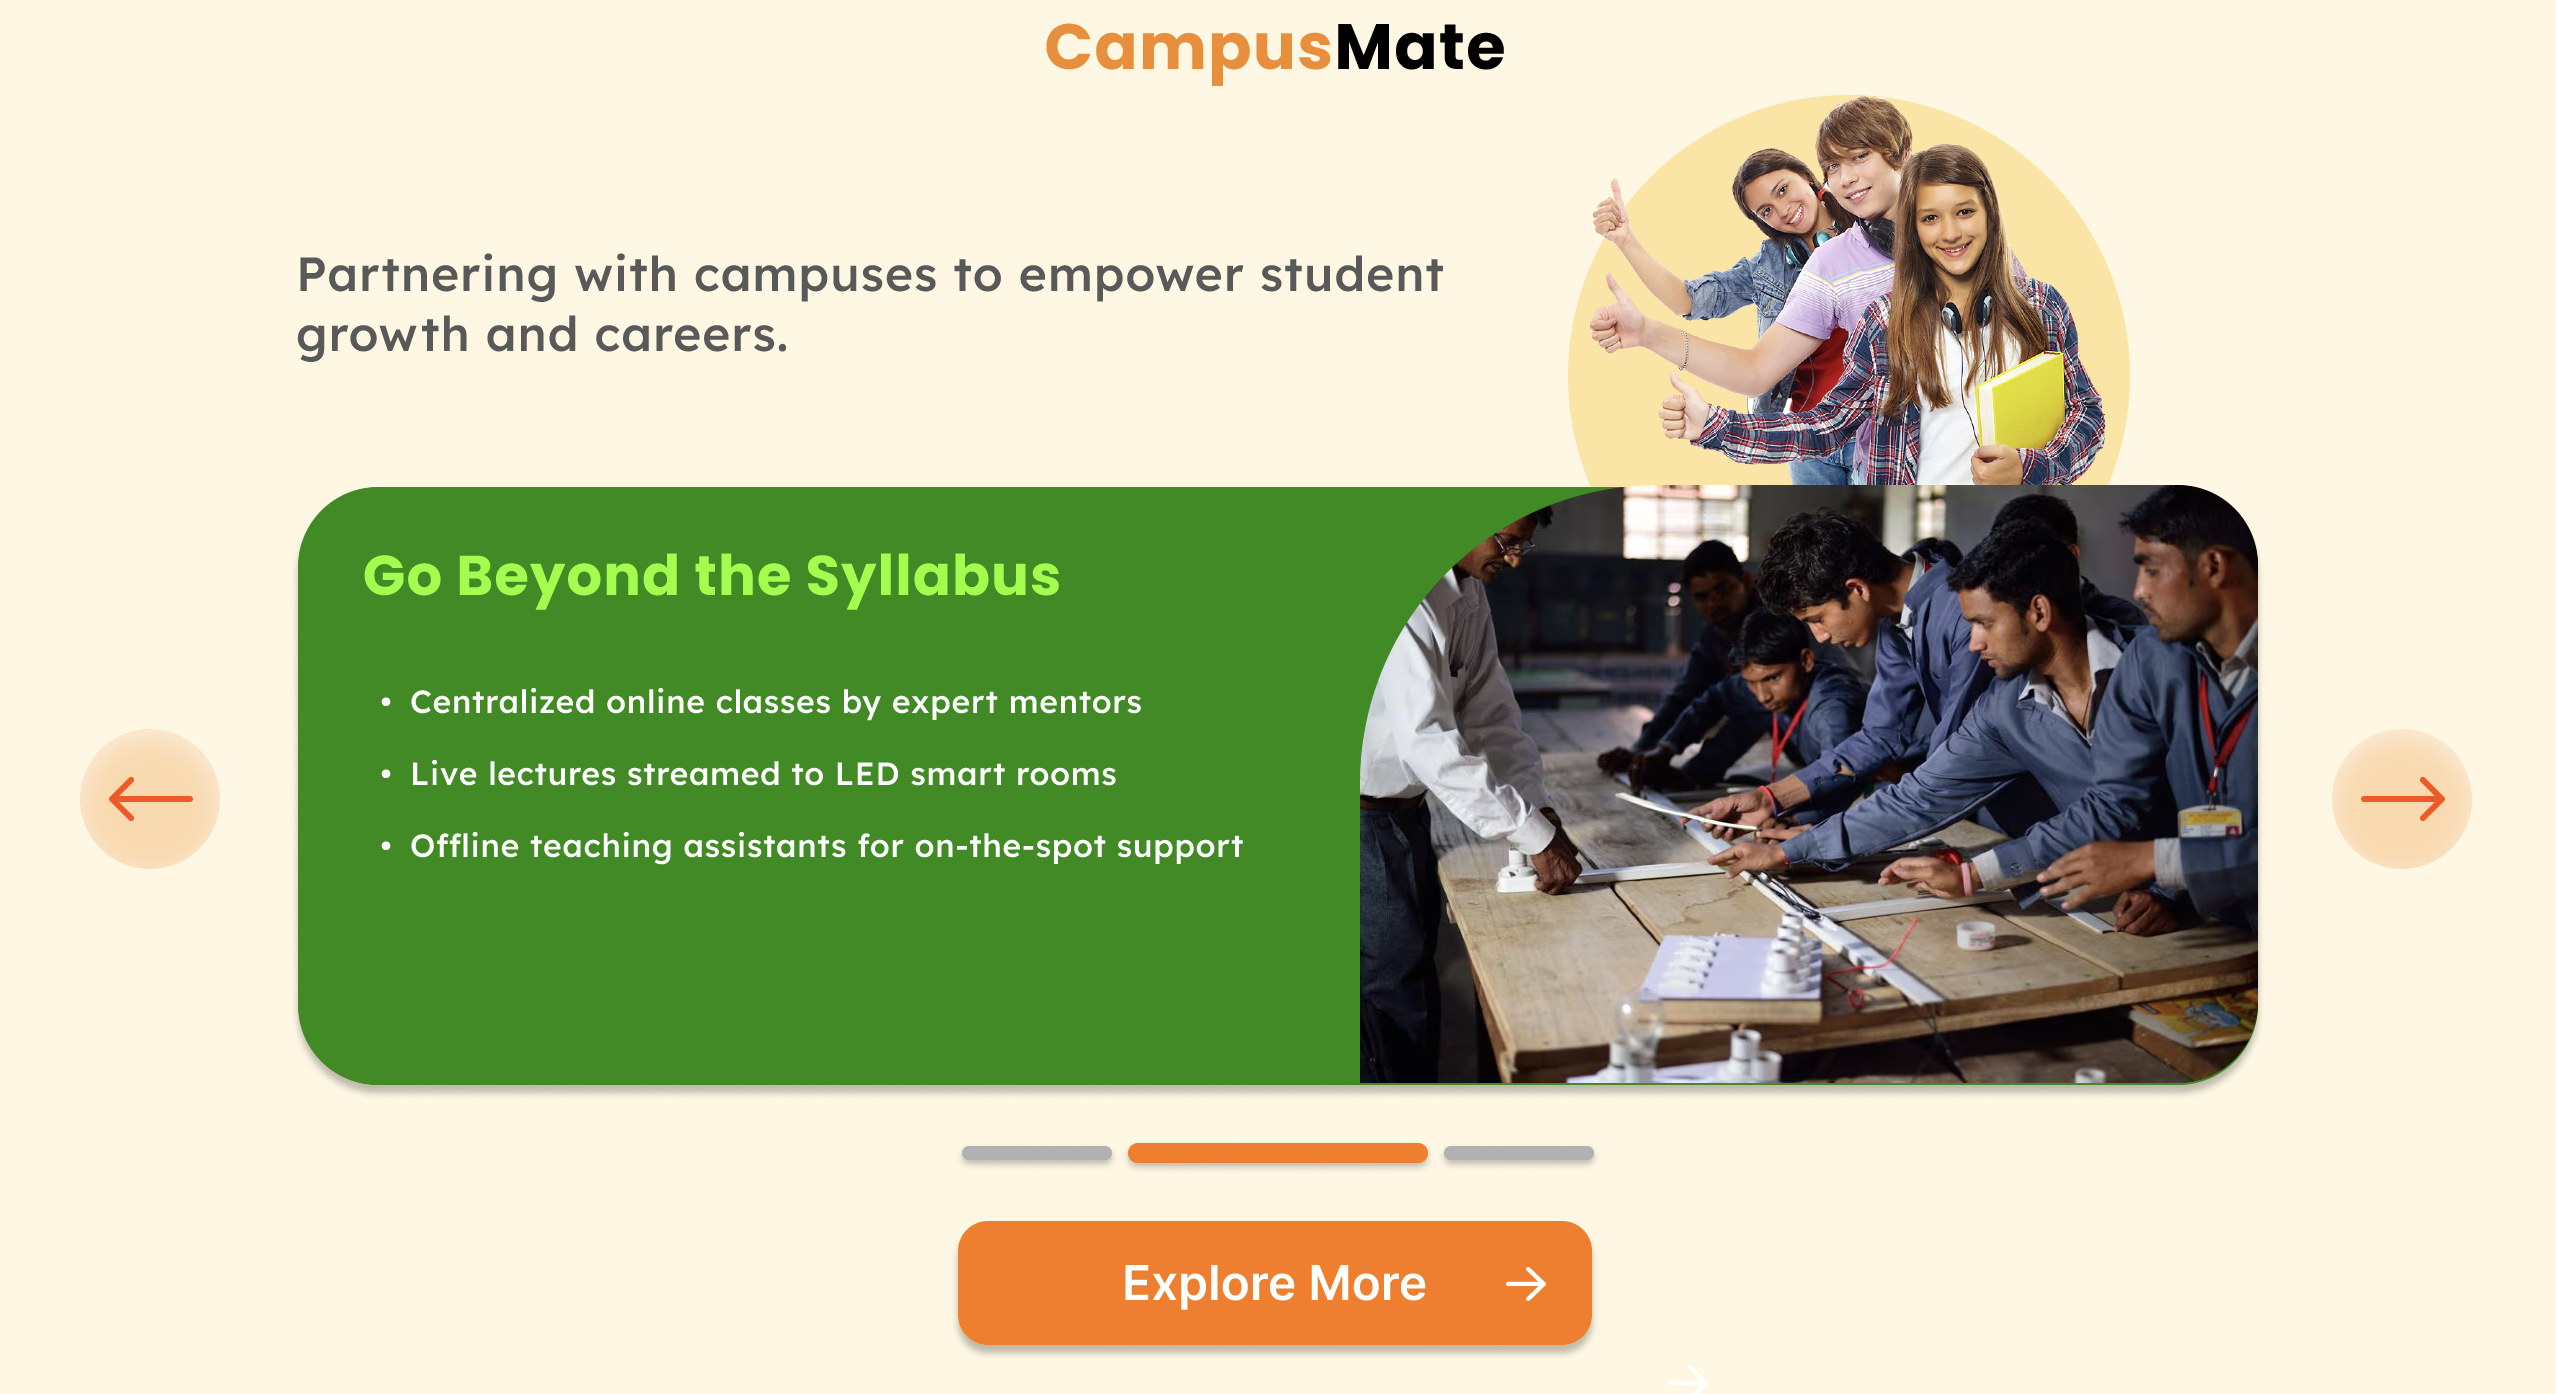 CampusMate
Partnering with campuses to empower student
growth and careers.
Go Beyond the Syllabus
• Centralized online classes by expert mentors
• Live lectures streamed to LED smart rooms
• Offline teaching assistants for on-the-spot support
Explore More